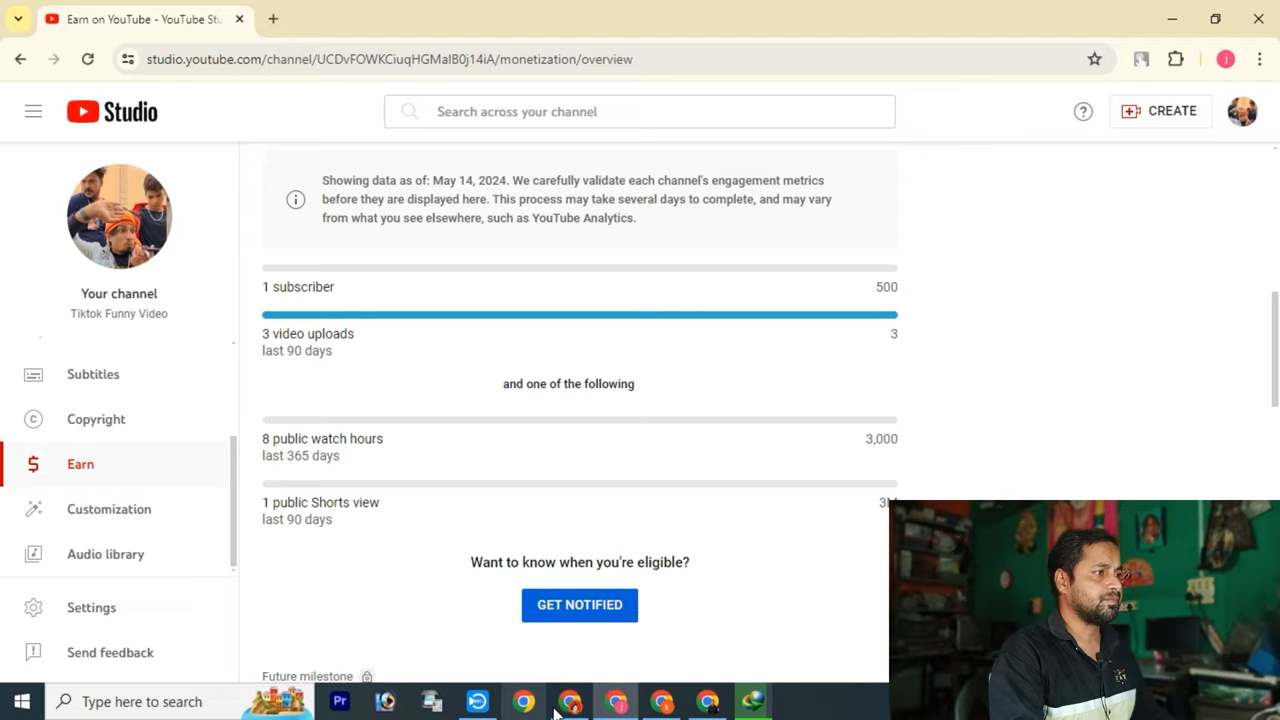 Earn on YouTube - YouTube Stu
studio.youtube.com/channel/UCDvFOWKCiuqHGMaIB0j14iA/monetization/overview
i
Studio
Search across your channel
CREATE
Your channel
Tiktok Funny Video
Subtitles
Copyright
Earn
Customization
Audio library
Settings
Send feedback
Showing data as of: May 14, 2024. We carefully validate each channel's engagement metrics
before they are displayed here. This process may take several days to complete, and may vary
from what you see elsewhere, such as YouTube Analytics.
1 subscriber 500
3 video uploads 3
last 90 days
and one of the following
8 public watch hours 3,000
last 365 days
1 public Shorts view 3M
last 90 days
Want to know when you're eligible?
GET NOTIFIED
Future milestone
Type here to search
Pr